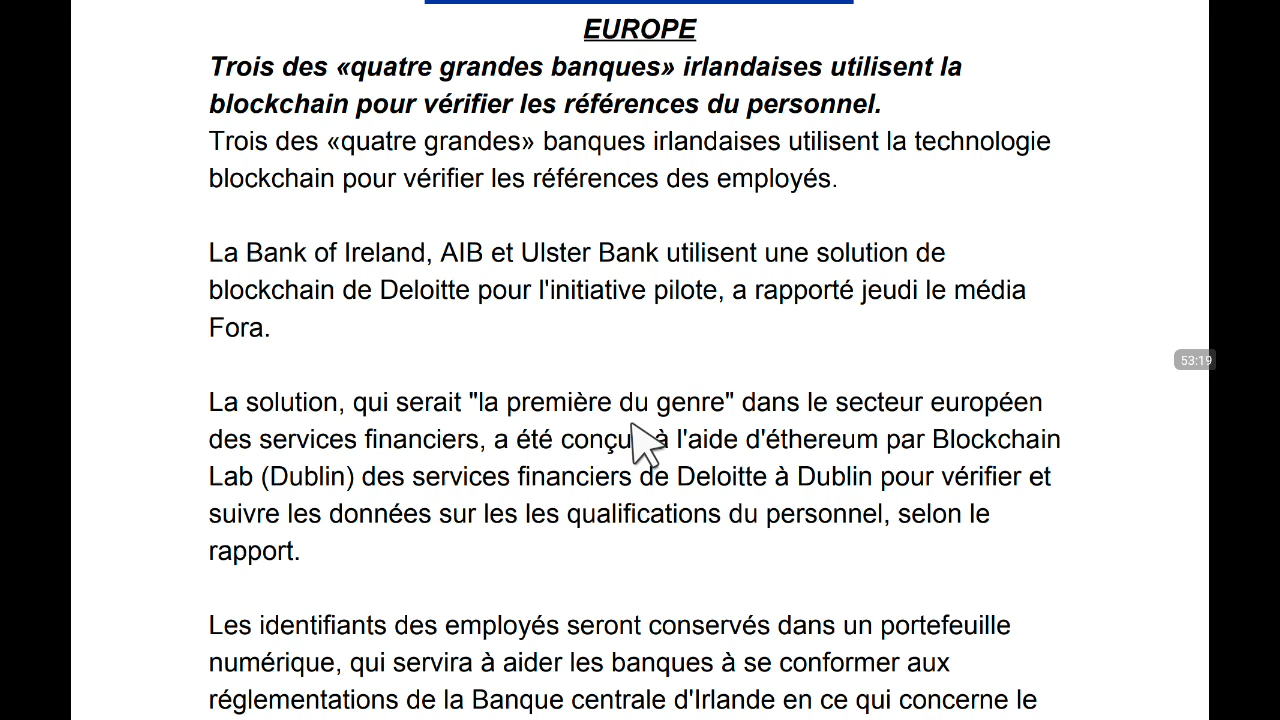 EUROPE
Trois des «quatre grandes banques» irlandaises utilisent la
blockchain pour vérifier les références du personnel.
Trois des «quatre grandes» banques irlandaises utilisent la technologie
blockchain pour vérifier les références des employés.
La Bank of Ireland, AIB et Ulster Bank utilisent une solution de
blockchain de Deloitte pour l'initiative pilote, a rapporté jeudi le média
Fora.
53:19
La solution, qui serait "la première du genre" dans le secteur européen
des services financiers, a été conçue à l'aide d'éthereum par Blockchain
Lab (Dublin) des services financiers de Deloitte à Dublin pour vérifier et
suivre les données sur les les qualifications du personnel, selon le
rapport.
Les identifiants des employés seront conservés dans un portefeuille
numérique, qui servira à aider les banques à se conformer aux
réglementations de la Banque centrale d'Irlande en ce qui concerne le